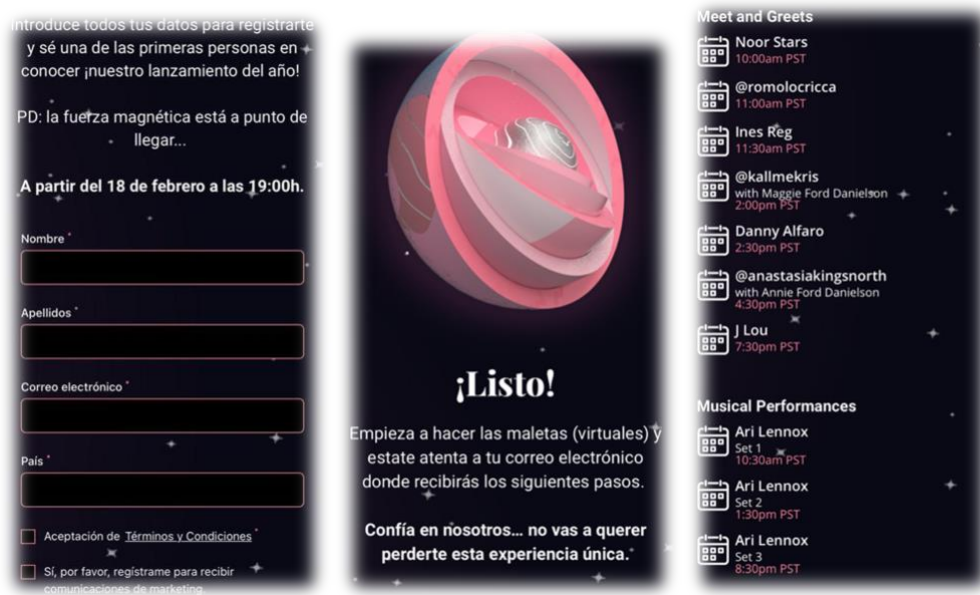 Introduce todos tus datos para registrarte
y sé una de las primeras personas en
conocer ¡nuestro lanzamiento del año!
PD: la fuerza magnética está a punto de
llegar...
A partir del 18 de febrero a las 19:00h.
Nombre *
Apellidos *
Correo electrónico *
País *
Aceptación de Términos y Condiciones *
Sí, por favor, regístrame para recibir
comunicaciones de marketing.
¡Listo!
Empieza a hacer las maletas (virtuales) y
estate atenta a tu correo electrónico
donde recibirás los siguientes pasos.
Confía en nosotros... no vas a querer
perderte esta experiencia única.
Meet and Greets
Noor Stars
10:00am PST
@romolocricca
11:00am PST
Ines Reg
11:30am PST
@kallmekris
with Maggie Ford Danielson
2:00pm PST
Danny Alfaro
2:30pm PST
@anastasiakingsnorth
with Annie Ford Danielson
4:30pm PST
J Lou
7:30pm PST
Musical Performances
Ari Lennox
Set 1
10:30am PST
Ari Lennox
Set 2
1:30pm PST
Ari Lennox
Set 3
8:30pm PST